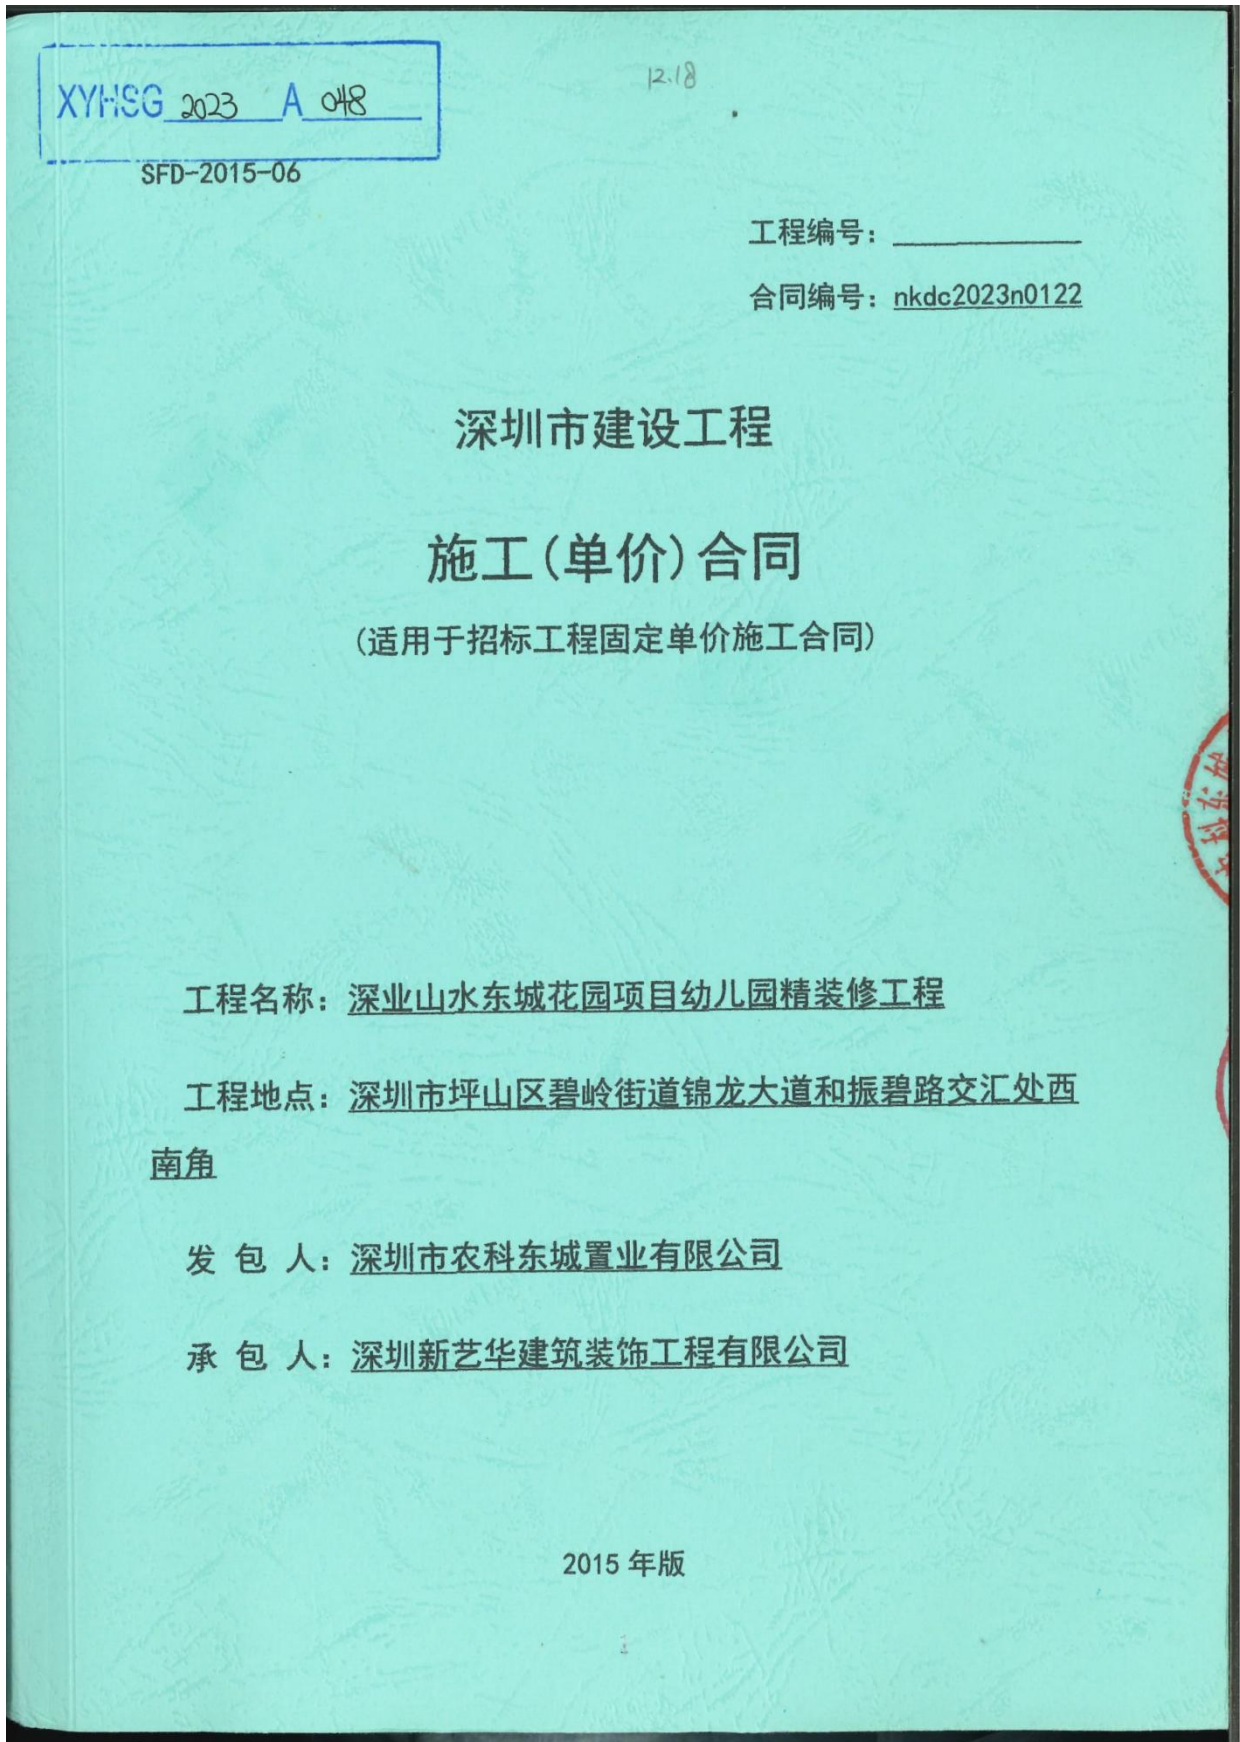 12.18
XYHSG 2023 A 048
SFD-2015-06
工程编号：
合同编号：nkdc2023n0122
深圳市建设工程
施工(单价)合同
(适用于招标工程固定单价施工合同)
工程名称：深业山水东城花园项目幼儿园精装修工程
工程地点：深圳市坪山区碧岭街道锦龙大道和振碧路交汇处西
南角
发 包 人：深圳市农科东城置业有限公司
承 包 人：深圳新艺华建筑装饰工程有限公司
2015 年版
1